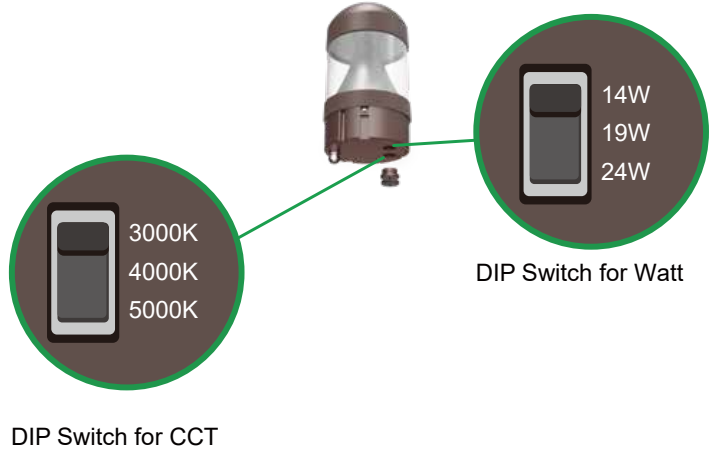 14W
19W
24W
DIP Switch for Watt
3000K
4000K
5000K
DIP Switch for CCT